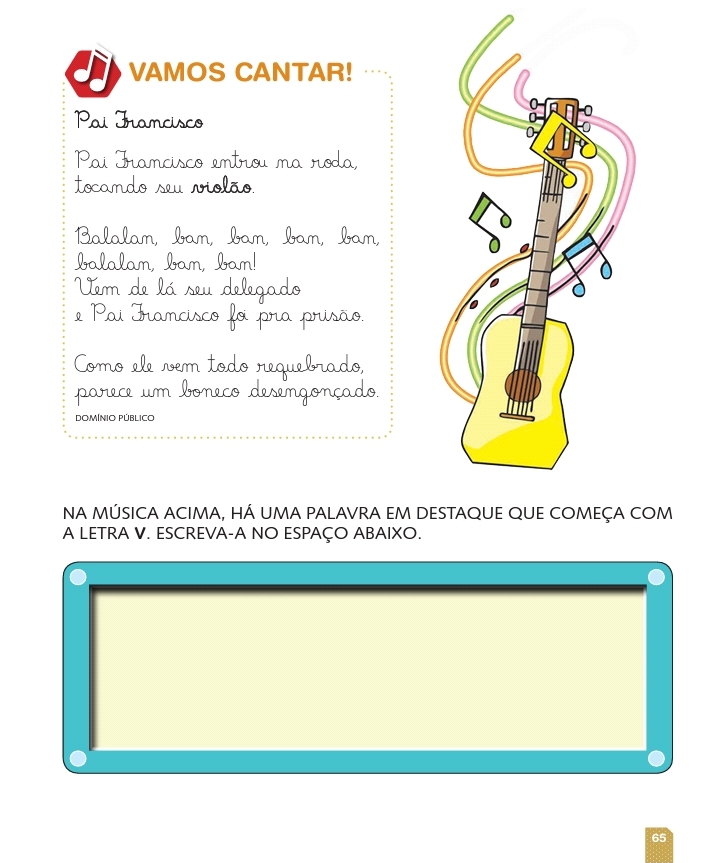 VAMOS CANTAR!
Pai Francisco
Pai Francisco entrou na roda,
tocando seu violão.
Balalan, ban, ban, ban, ban,
balalan, ban, ban!
Vem de lá seu delegado
e Pai Francisco foi pra prisão.
Como ele vem todo requebrado,
parece um boneco desengonçado.
DOMÍNIO PÚBLICO
NA MÚSICA ACIMA, HÁ UMA PALAVRA EM DESTAQUE QUE COMEÇA COM
A LETRA V. ESCREVA-A NO ESPAÇO ABAIXO.
65